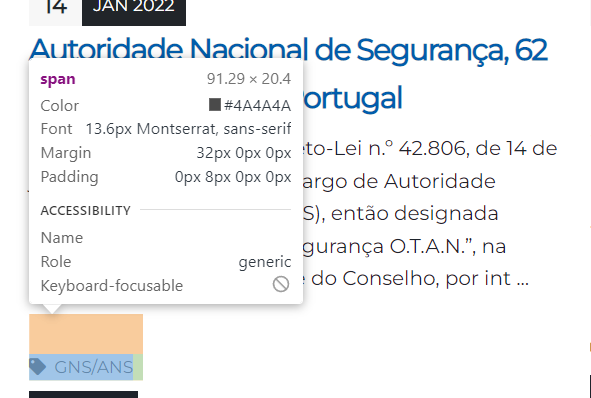 14
JAN 2022
Autoridade Nacional de Segurança, 62
span 91.29 × 20.4
ortugal
Color #4A4A4A
Font 13.6px Montserrat, sans-serif
to-Lei n.º 42.806, de 14 de
Margin 32px 0px 0px
Padding 0px 8px 0px 0px
argo de Autoridade
ACCESSIBILITY
S), então designada
Name
gurança O.T.A.N.”, na
Role generic
Keyboard-focusable
e do Conselho, por int ...
GNS/ANS